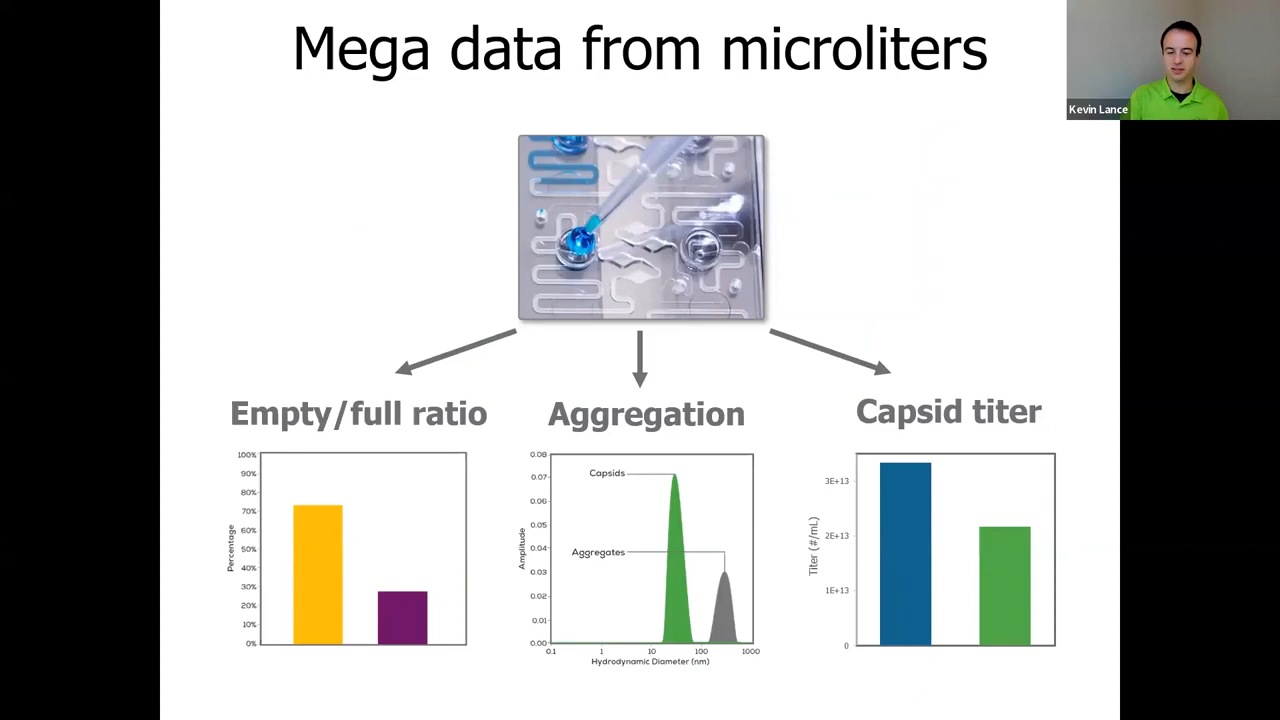 Mega data from microliters
Kevin Lance
Empty/full ratio
Aggregation
Capsid titer
100%
90%
80%
70%
60%
50%
40%
30%
20%
10%
0%
Percentage
0.08
0.07
0.06
0.05
0.04
0.03
0.02
0.01
0.00
Amplitude
Capsids
Aggregates
0.1 1 10 100 1000
Hydrodynamic Diameter (nm)
3E+13
2E+13
1E+13
0
Titer (#/mL)